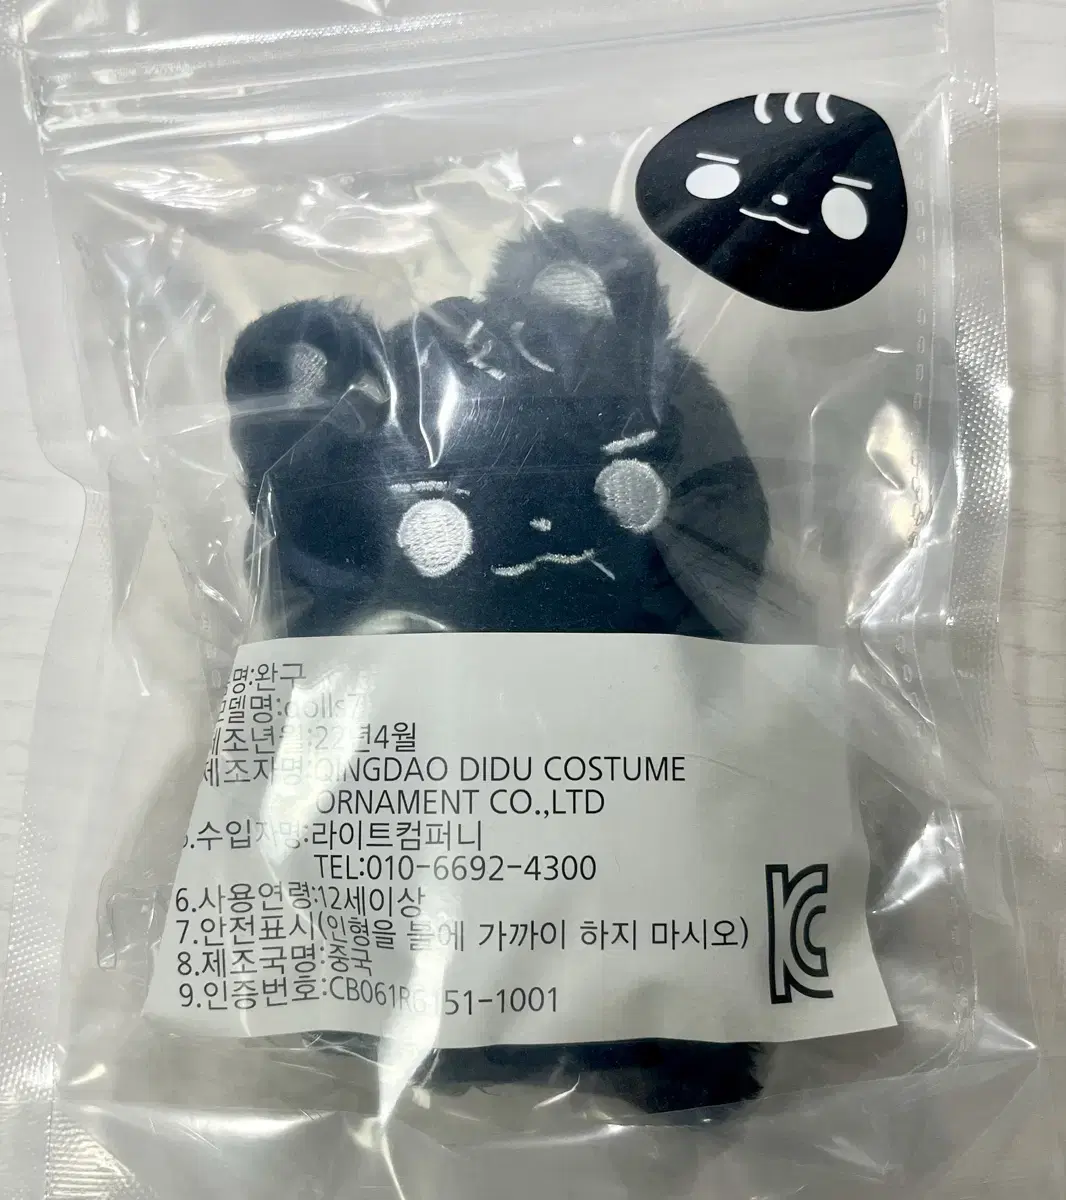 명:완구
모델명:dolls7
제조년월:22년4월
제조자명:QINGDAO DIDU COSTUME
ORNAMENT CO.,LTD
5.수입자명:라이트컴퍼니
TEL:010-6692-4300
6.사용연령:12세이상
7.안전표시(인형을 불에 가까이 하지 마시오)
8.제조국명:중국
9.인증번호:
KC